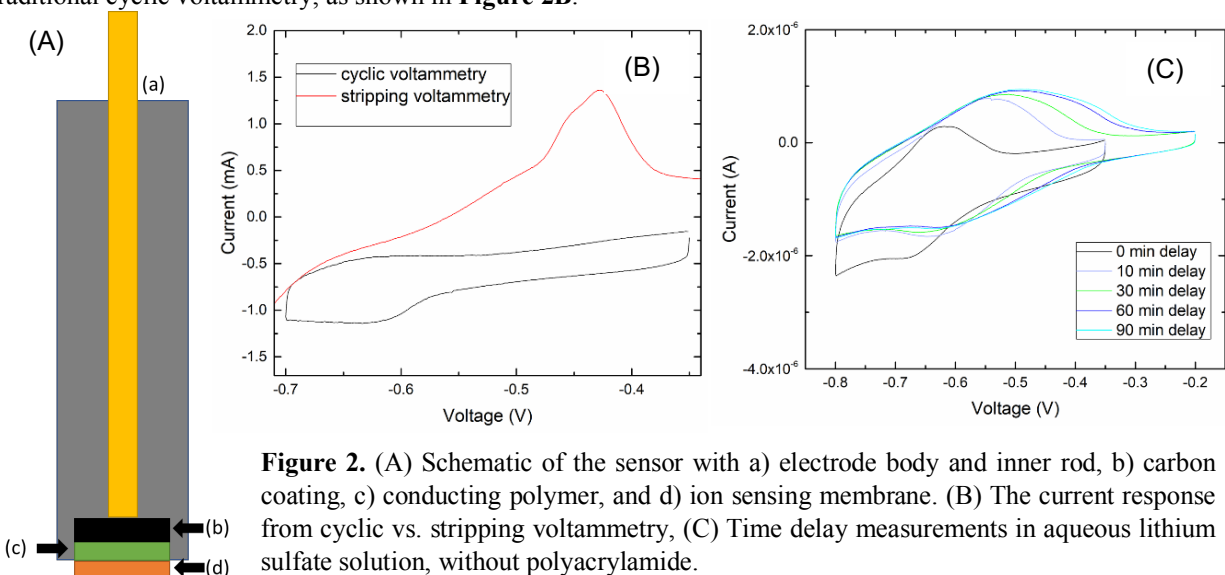 raditional cyclic voltammetry, as shown in Figure 2B.
(A)
(a)
(b)
(c)
(d)
(B)
cyclic voltammetry
stripping voltammetry
2.0
1.5
1.0
0.5
0.0
-0.5
-1.0
-1.5
Current (mA)
-0.7
-0.6
-0.5
-0.4
Voltage (V)
(C)
2.0x10⁻⁶
0.0
-2.0x10⁻⁶
-4.0x10⁻⁶
Current (A)
0 min delay
10 min delay
30 min delay
60 min delay
90 min delay
-0.8
-0.7
-0.6
-0.5
-0.4
-0.3
-0.2
Voltage (V)
Figure 2. (A) Schematic of the sensor with a) electrode body and inner rod, b) carbon
coating, c) conducting polymer, and d) ion sensing membrane. (B) The current response
from cyclic vs. stripping voltammetry, (C) Time delay measurements in aqueous lithium
sulfate solution, without polyacrylamide.